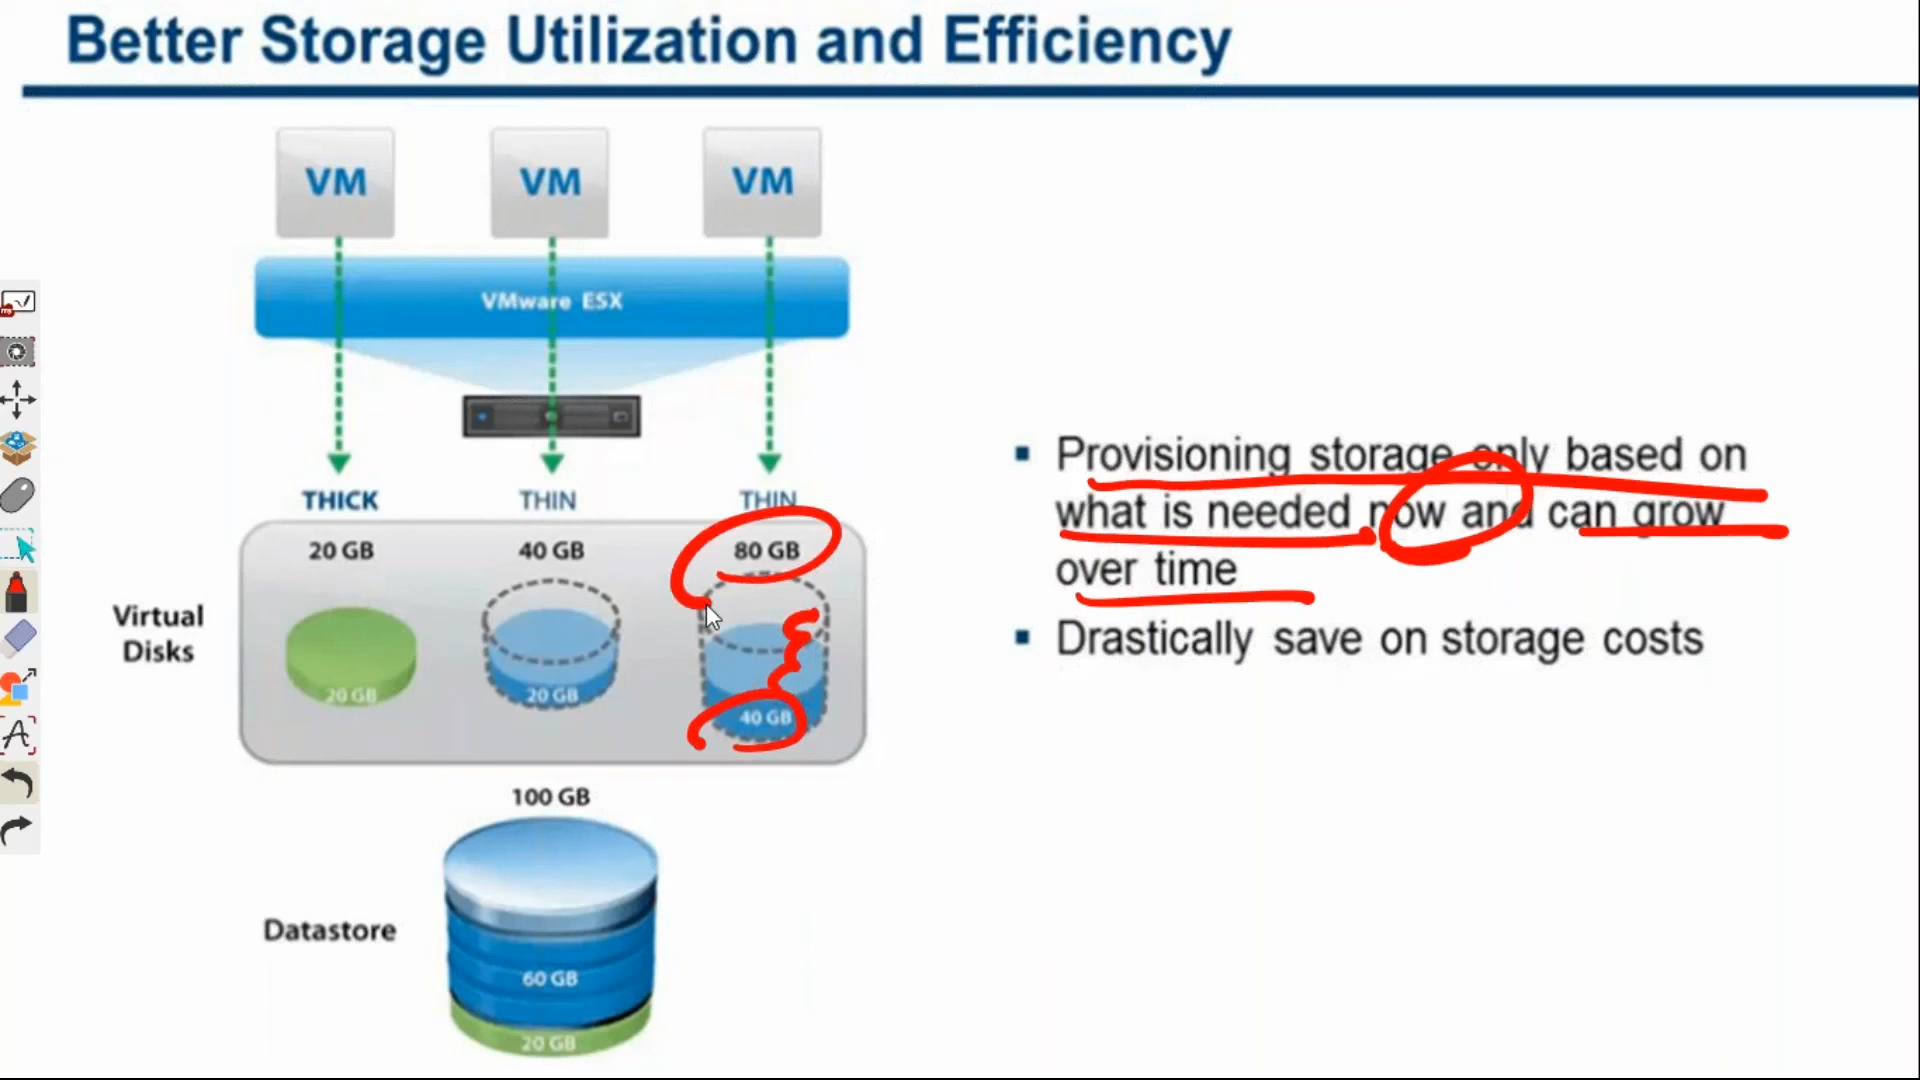 Better Storage Utilization and Efficiency
VM VM VM
VMware ESX
THICK THIN THIN
20 GB 40 GB 80 GB
Virtual
Disks
20 GB 20 GB 40 GB
100 GB
Datastore
60 GB
20 GB
▪ Provisioning storage only based on
what is needed now and can grow
over time
▪ Drastically save on storage costs